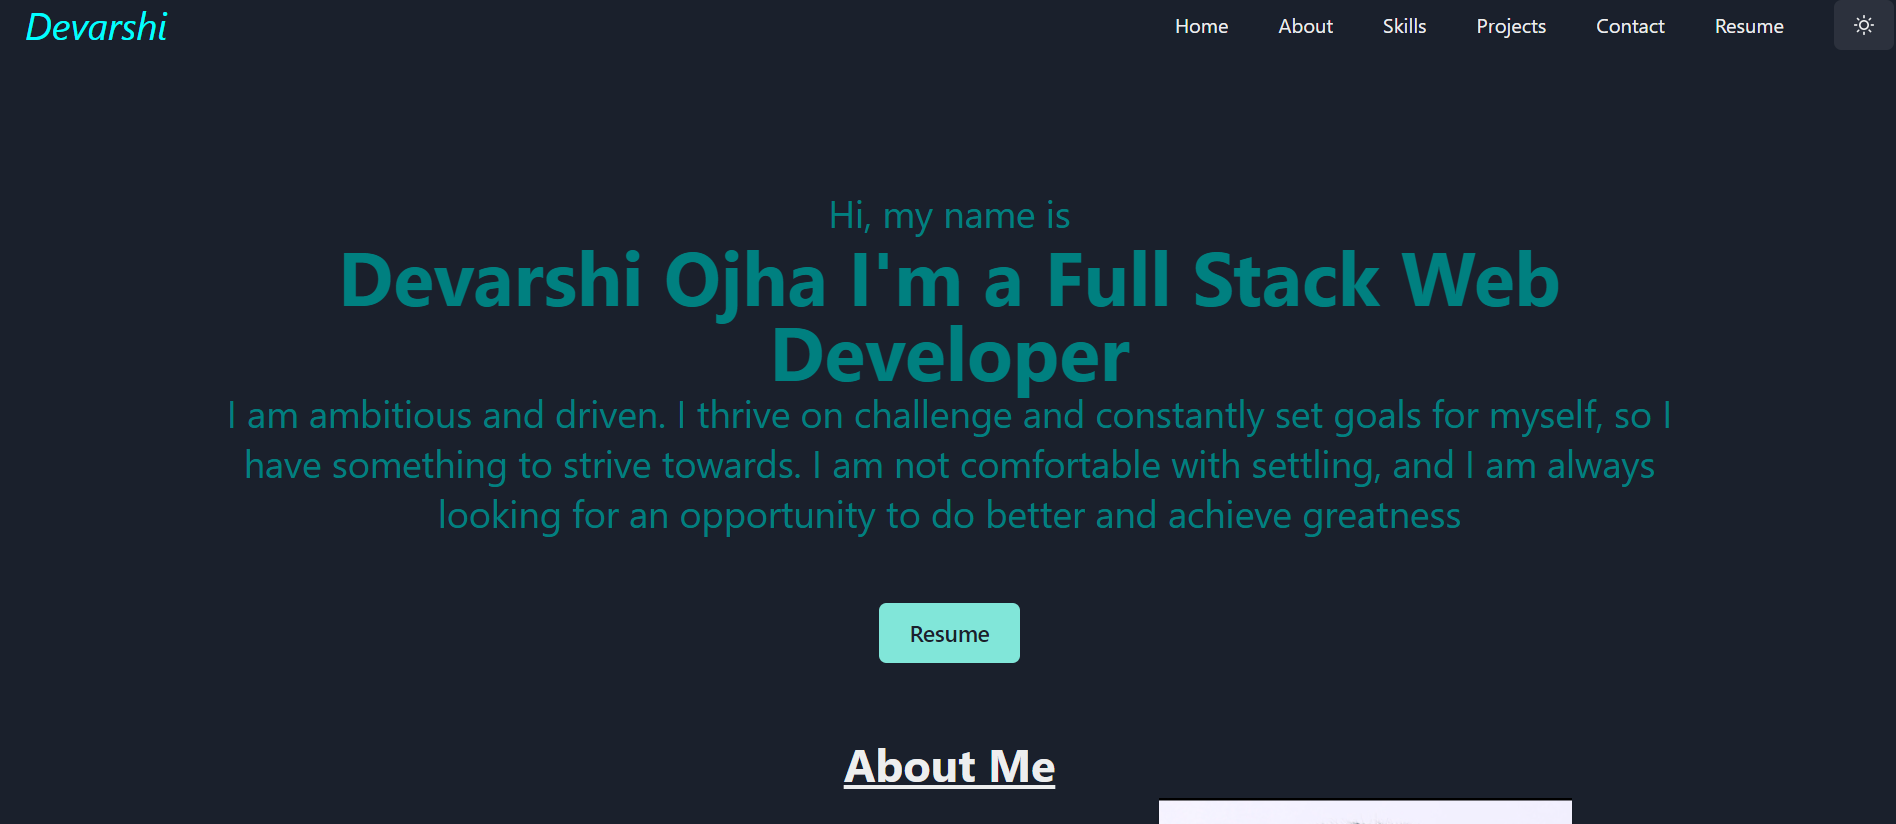 Devarshi
Home About Skills Projects Contact Resume
Hi, my name is
Devarshi Ojha I'm a Full Stack Web
Developer
I am ambitious and driven. I thrive on challenge and constantly set goals for myself, so I
have something to strive towards. I am not comfortable with settling, and I am always
looking for an opportunity to do better and achieve greatness
Resume
About Me